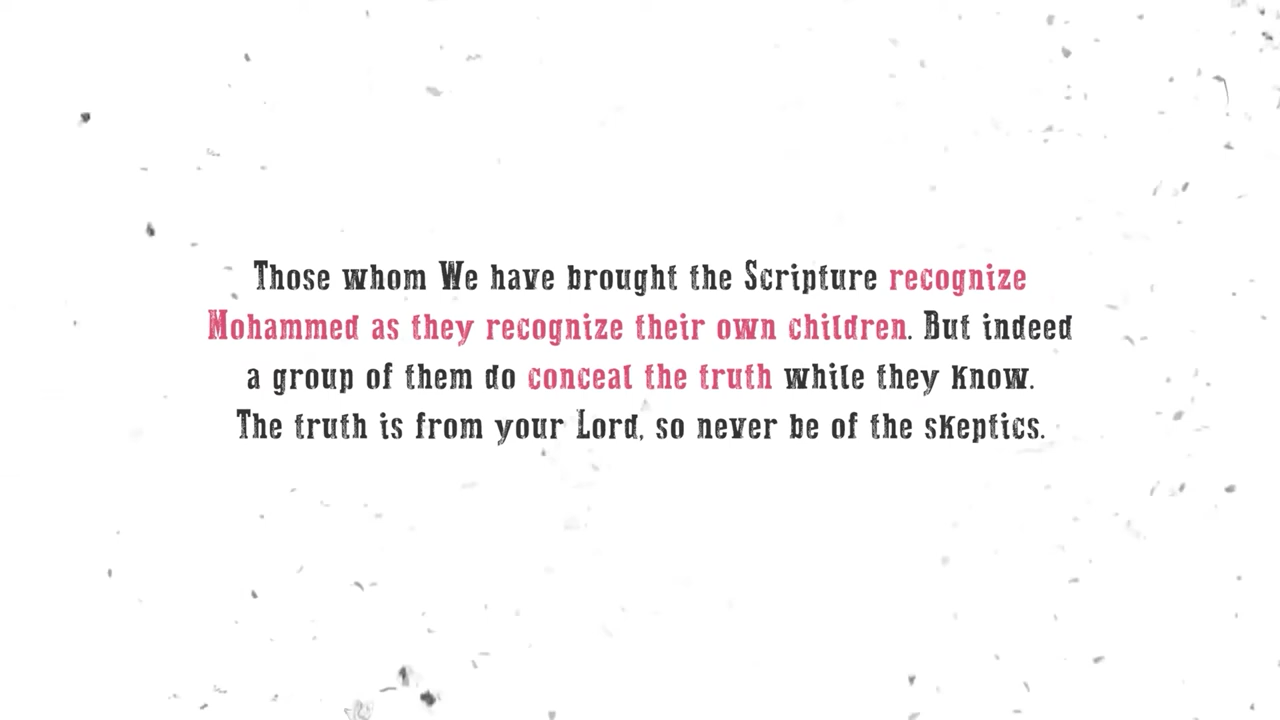 Those whom We have brought the Scripture recognize
Mohammed as they recognize their own children. But indeed
a group of them do conceal the truth while they know.
The truth is from your Lord, so never be of the skeptics.